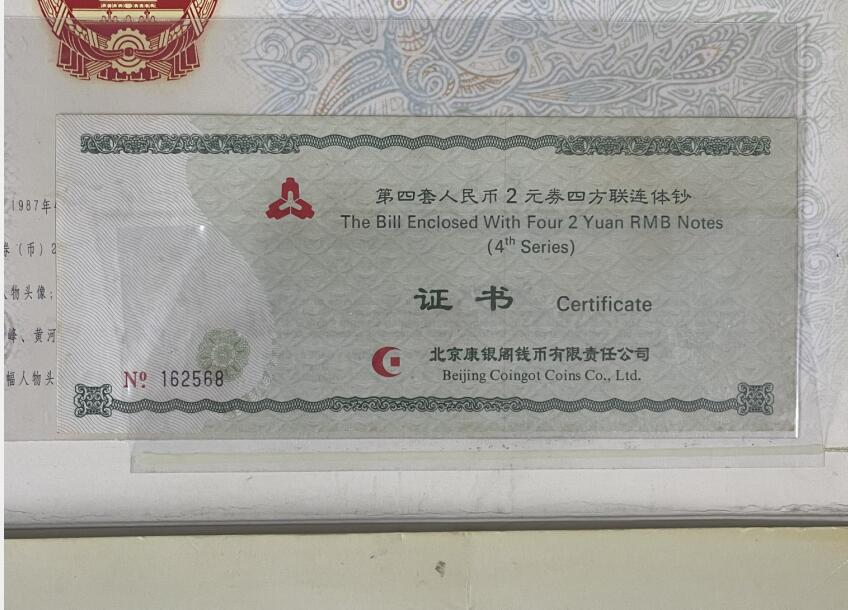 第四套人民币2元券四方联连体钞
The Bill Enclosed With Four 2 Yuan RMB Notes
(4th Series)
证书 Certificate
北京康银阁钱币有限责任公司
Beijing Coingot Coins Co., Ltd.
Nº 162568
1987年
券(币)2
人物头像;
峰、黄河
幅人物头